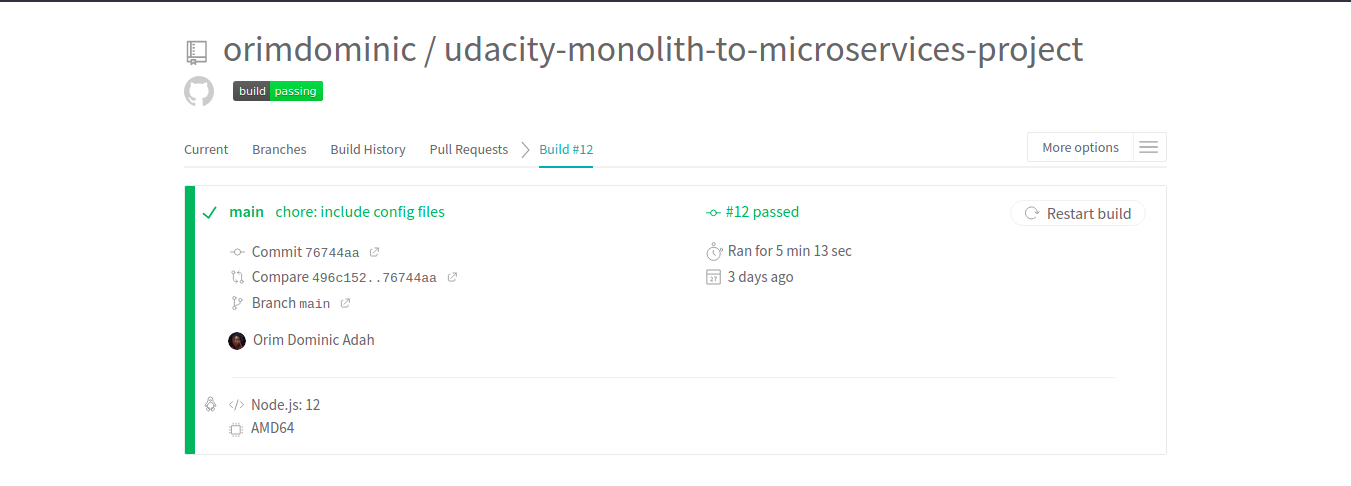 orimdominic / udacity-monolith-to-microservices-project
build passing
Current Branches Build History Pull Requests Build #12 More options
main chore: include config files #12 passed Restart build
Commit 76744aa Ran for 5 min 13 sec
Compare 496c152..76744aa 27 3 days ago
Branch main
Orim Dominic Adah
</> Node.js: 12
AMD64